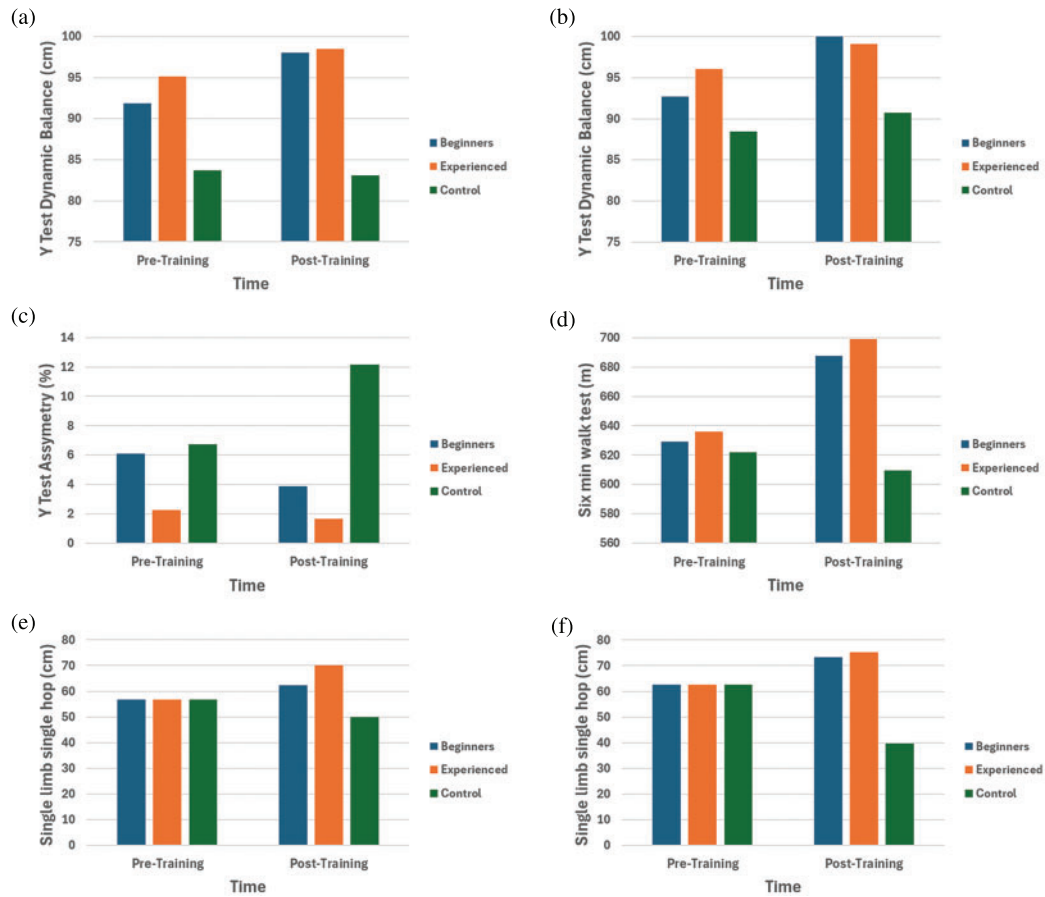 (a)
Y Test Dynamic Balance (cm)
100
95
90
85
80
75
Pre-Training Post-Training
Time
Beginners
Experienced
Control
(b)
Y Test Dynamic Balance (cm)
100
95
90
85
80
75
Pre-Training Post-Training
Time
Beginners
Experienced
Control
(c)
Y Test Assymetry (%)
14
12
10
8
6
4
2
0
Pre-Training Post-Training
Time
Beginners
Experienced
Control
(d)
Six min walk test (m)
700
680
660
640
620
600
580
560
Pre-Training Post-Training
Time
Beginners
Experienced
Control
(e)
Single limb single hop (cm)
80
70
60
50
40
30
20
10
0
Pre-Training Post-Training
Time
Beginners
Experienced
Control
(f)
Single limb single hop (cm)
80
70
60
50
40
30
20
10
0
Pre-Training Post-Training
Time
Beginners
Experienced
Control